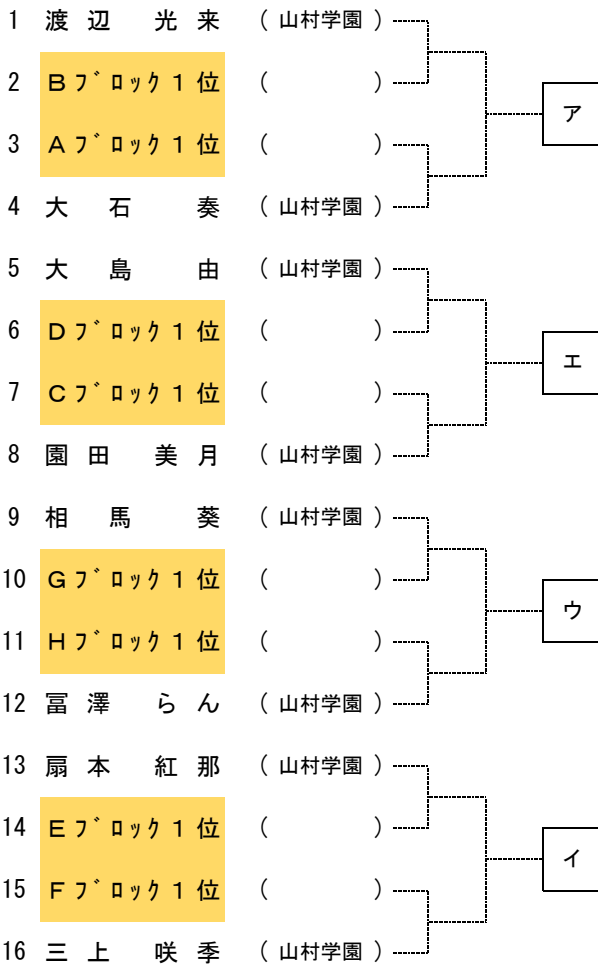 1 渡辺 光来 (山村学園)
2 Bブロック1位 ( )
ア
3 Aブロック1位 ( )
4 大石 奏 (山村学園)
5 大島 由 (山村学園)
6 Dブロック1位 ( )
エ
7 Cブロック1位 ( )
8 園田 美月 (山村学園)
9 相馬 葵 (山村学園)
10 Gブロック1位 ( )
ウ
11 Hブロック1位 ( )
12 冨澤 らん (山村学園)
13 扇本 紅那 (山村学園)
14 Eブロック1位 ( )
イ
15 Fブロック1位 ( )
16 三上 咲季 (山村学園)